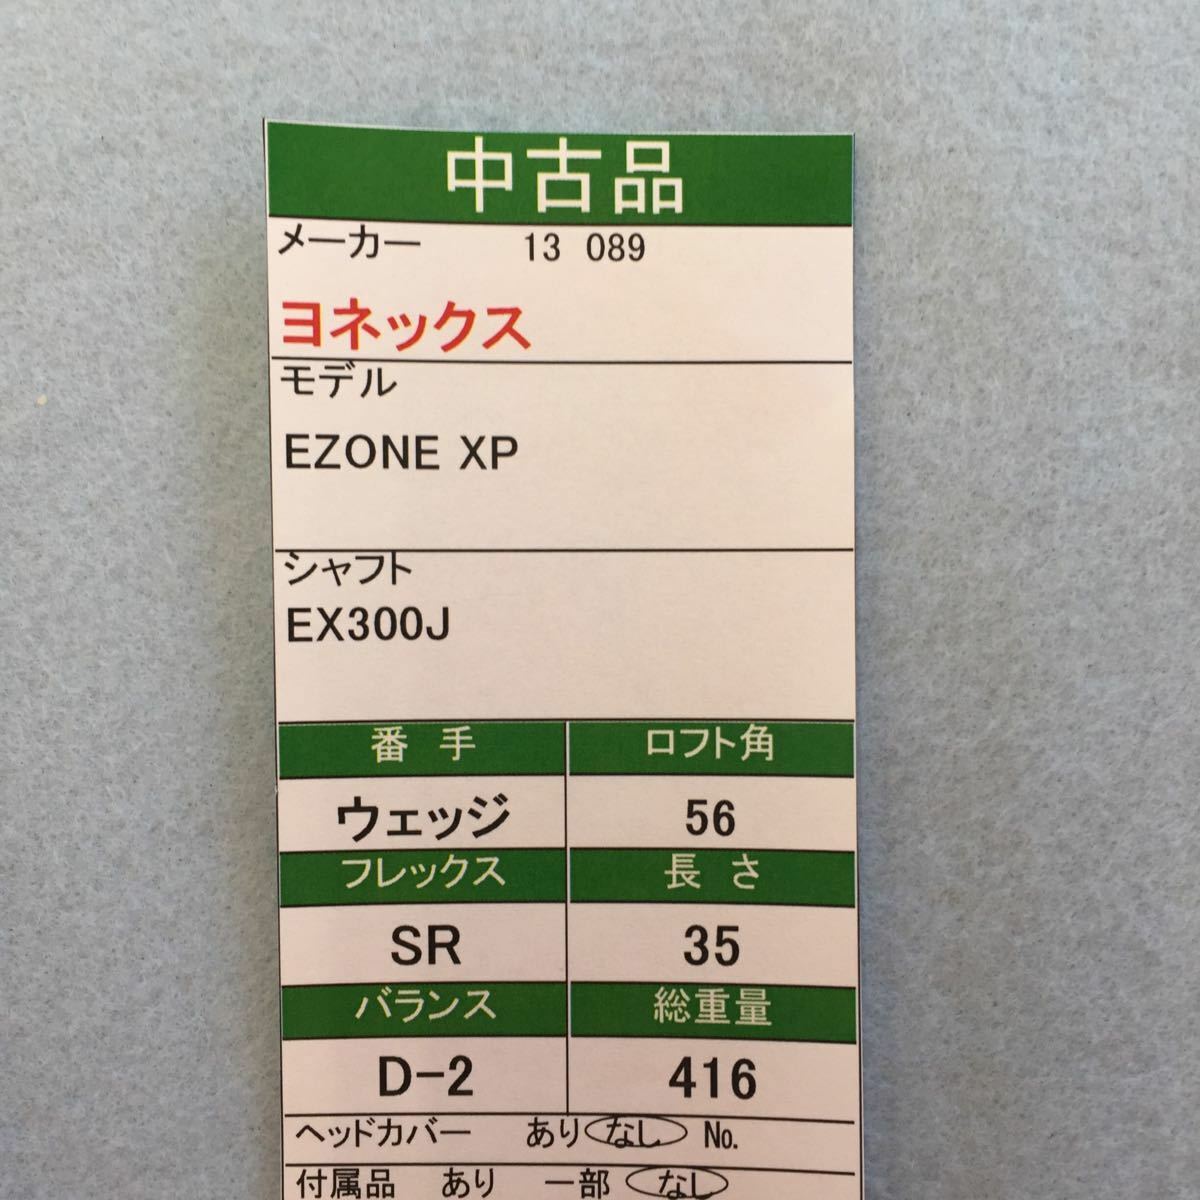 中古品
メーカー 13 089
ヨネックス
モデル
EZONE XP
シャフト
EX300J
番手 ロフト角
ウェッジ 56
フレックス 長さ
SR 35
バランス 総重量
D-2 416
ヘッドカバー あり なし No.
付属品 あり 一部 なし